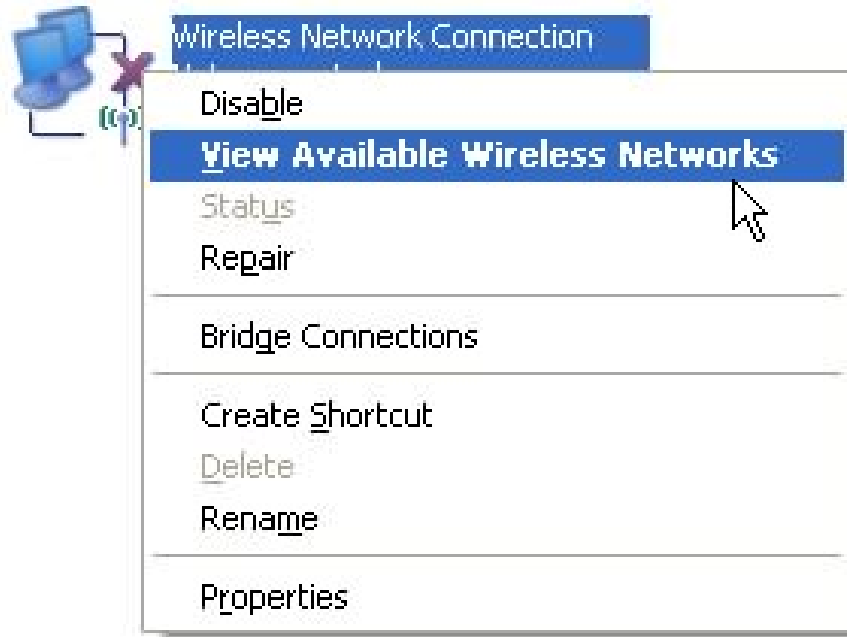 Wireless Network Connection
Disable
View Available Wireless Networks
Status
Repair
Bridge Connections
Create Shortcut
Delete
Rename
Properties